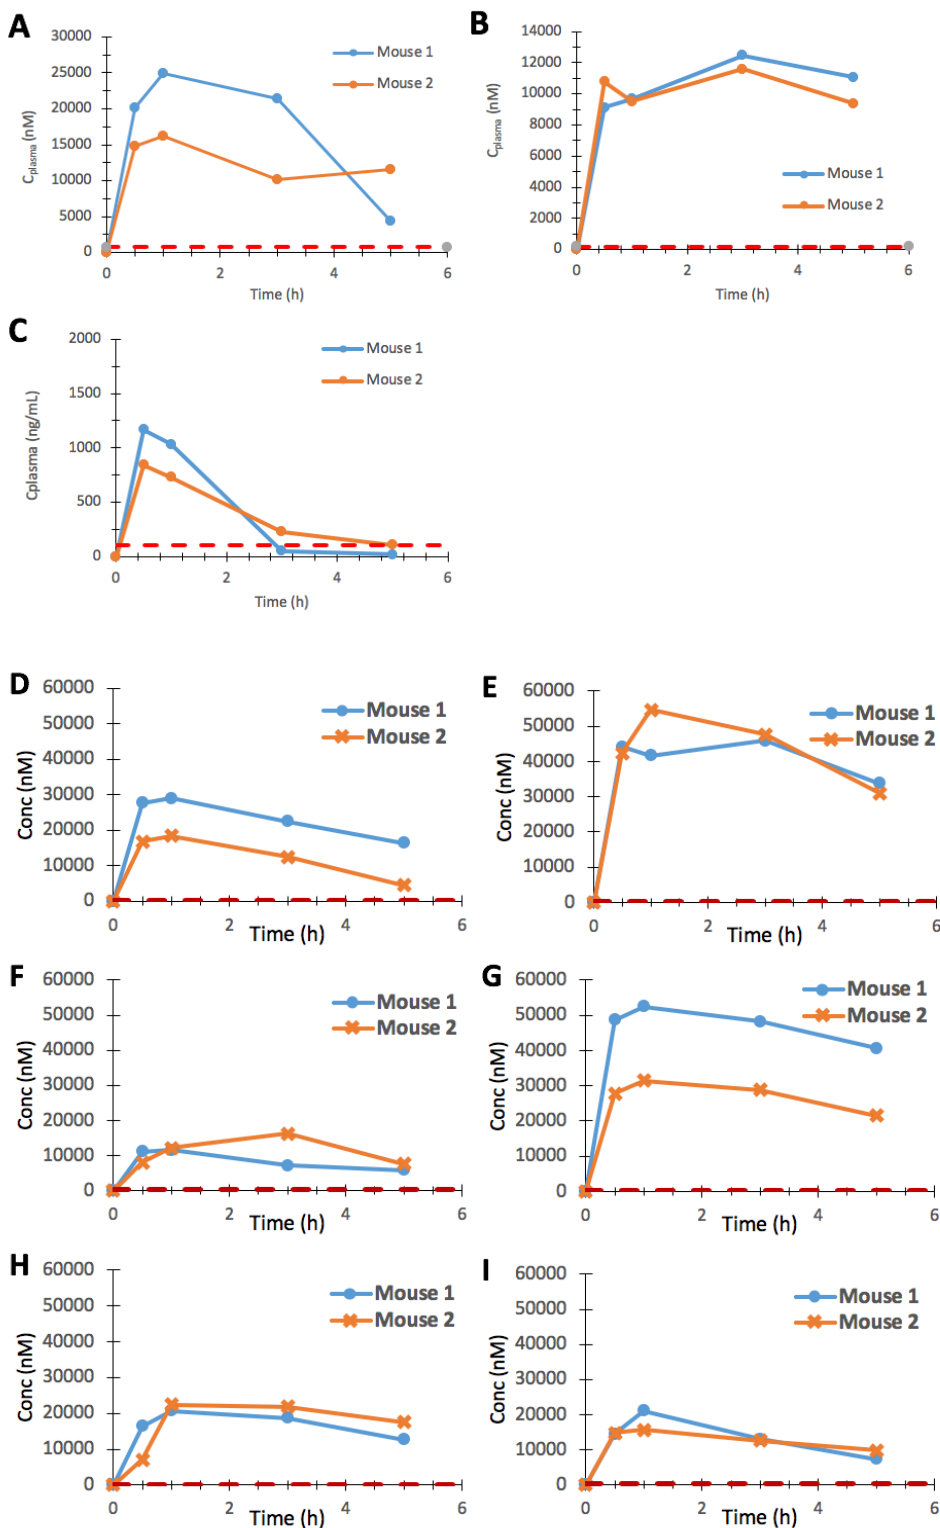 A
30000
25000
20000
15000
10000
5000
0
C plasma (nM)
Mouse 1
Mouse 2
0 2 4 6
Time (h)
B
14000
12000
10000
8000
6000
4000
2000
0
C plasma (nM)
Mouse 1
Mouse 2
0 2 4 6
Time (h)
C
2000
1500
1000
500
0
Cplasma (ng/mL)
Mouse 1
Mouse 2
0 2 4 6
Time (h)
D
60000
50000
40000
30000
20000
10000
0
Conc (nM)
Mouse 1
Mouse 2
0 2 4 6
Time (h)
E
60000
50000
40000
30000
20000
10000
0
Conc (nM)
Mouse 1
Mouse 2
0 2 4 6
Time (h)
F
60000
50000
40000
30000
20000
10000
0
Conc (nM)
Mouse 1
Mouse 2
0 2 4 6
Time (h)
G
60000
50000
40000
30000
20000
10000
0
Conc (nM)
Mouse 1
Mouse 2
0 2 4 6
Time (h)
H
60000
50000
40000
30000
20000
10000
0
Conc (nM)
Mouse 1
Mouse 2
0 2 4 6
Time (h)
I
60000
50000
40000
30000
20000
10000
0
Conc (nM)
Mouse 1
Mouse 2
0 2 4 6
Time (h)